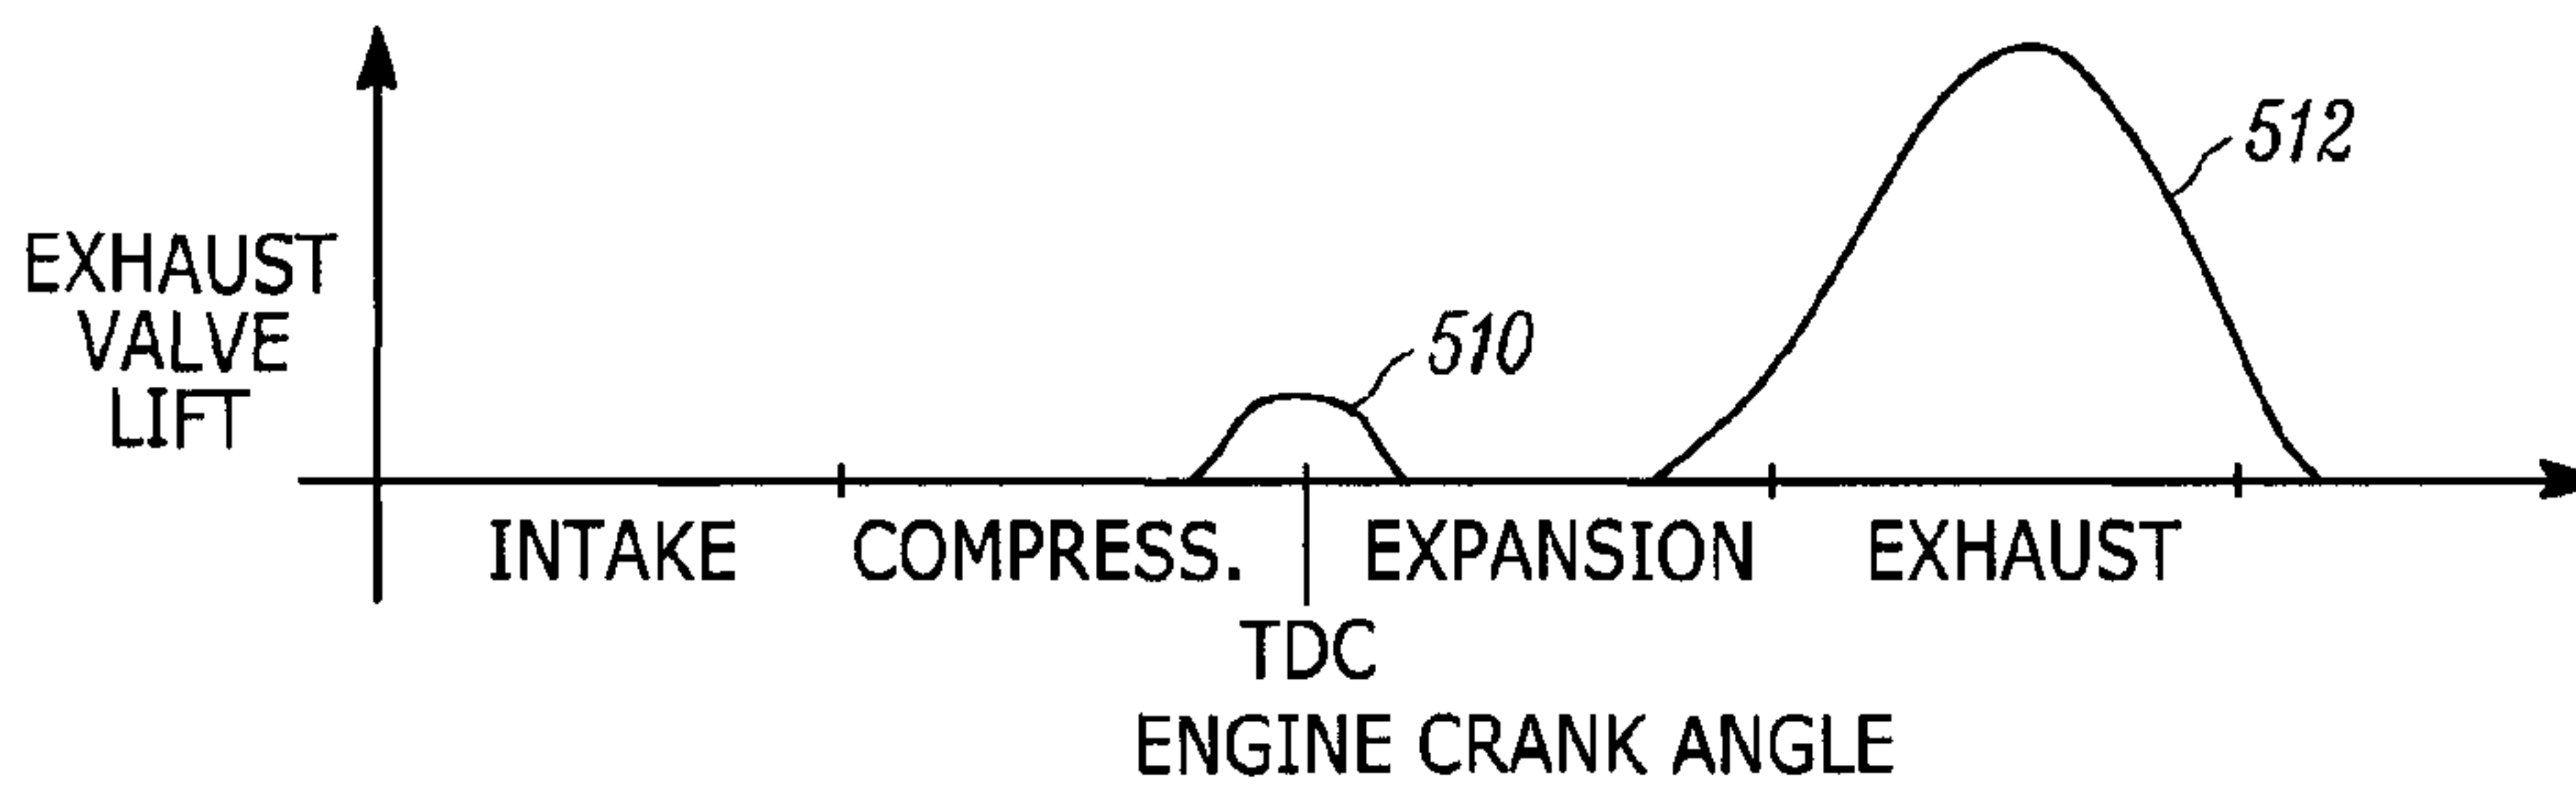 512
510
EXHAUST
VALVE
LIFT
INTAKE COMPRESS. EXPANSION EXHAUST
TDC
ENGINE CRANK ANGLE